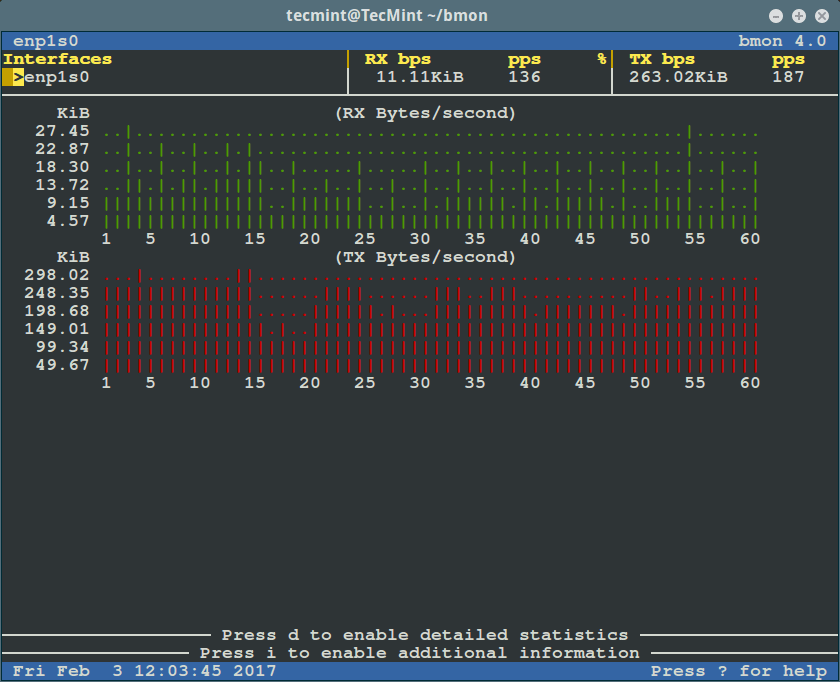 tecmint@TecMint ~/bmon
enp1s0 bmon 4.0
Interfaces RX bps pps % TX bps pps
>enp1s0 11.11KiB 136 263.02KiB 187
KiB (RX Bytes/second)
27.45
22.87
18.30
13.72
9.15
4.57
1 5 10 15 20 25 30 35 40 45 50 55 60
KiB (TX Bytes/second)
298.02
248.35
198.68
149.01
99.34
49.67
1 5 10 15 20 25 30 35 40 45 50 55 60
Press d to enable detailed statistics
Press i to enable additional information
Fri Feb 3 12:03:45 2017 Press ? for help